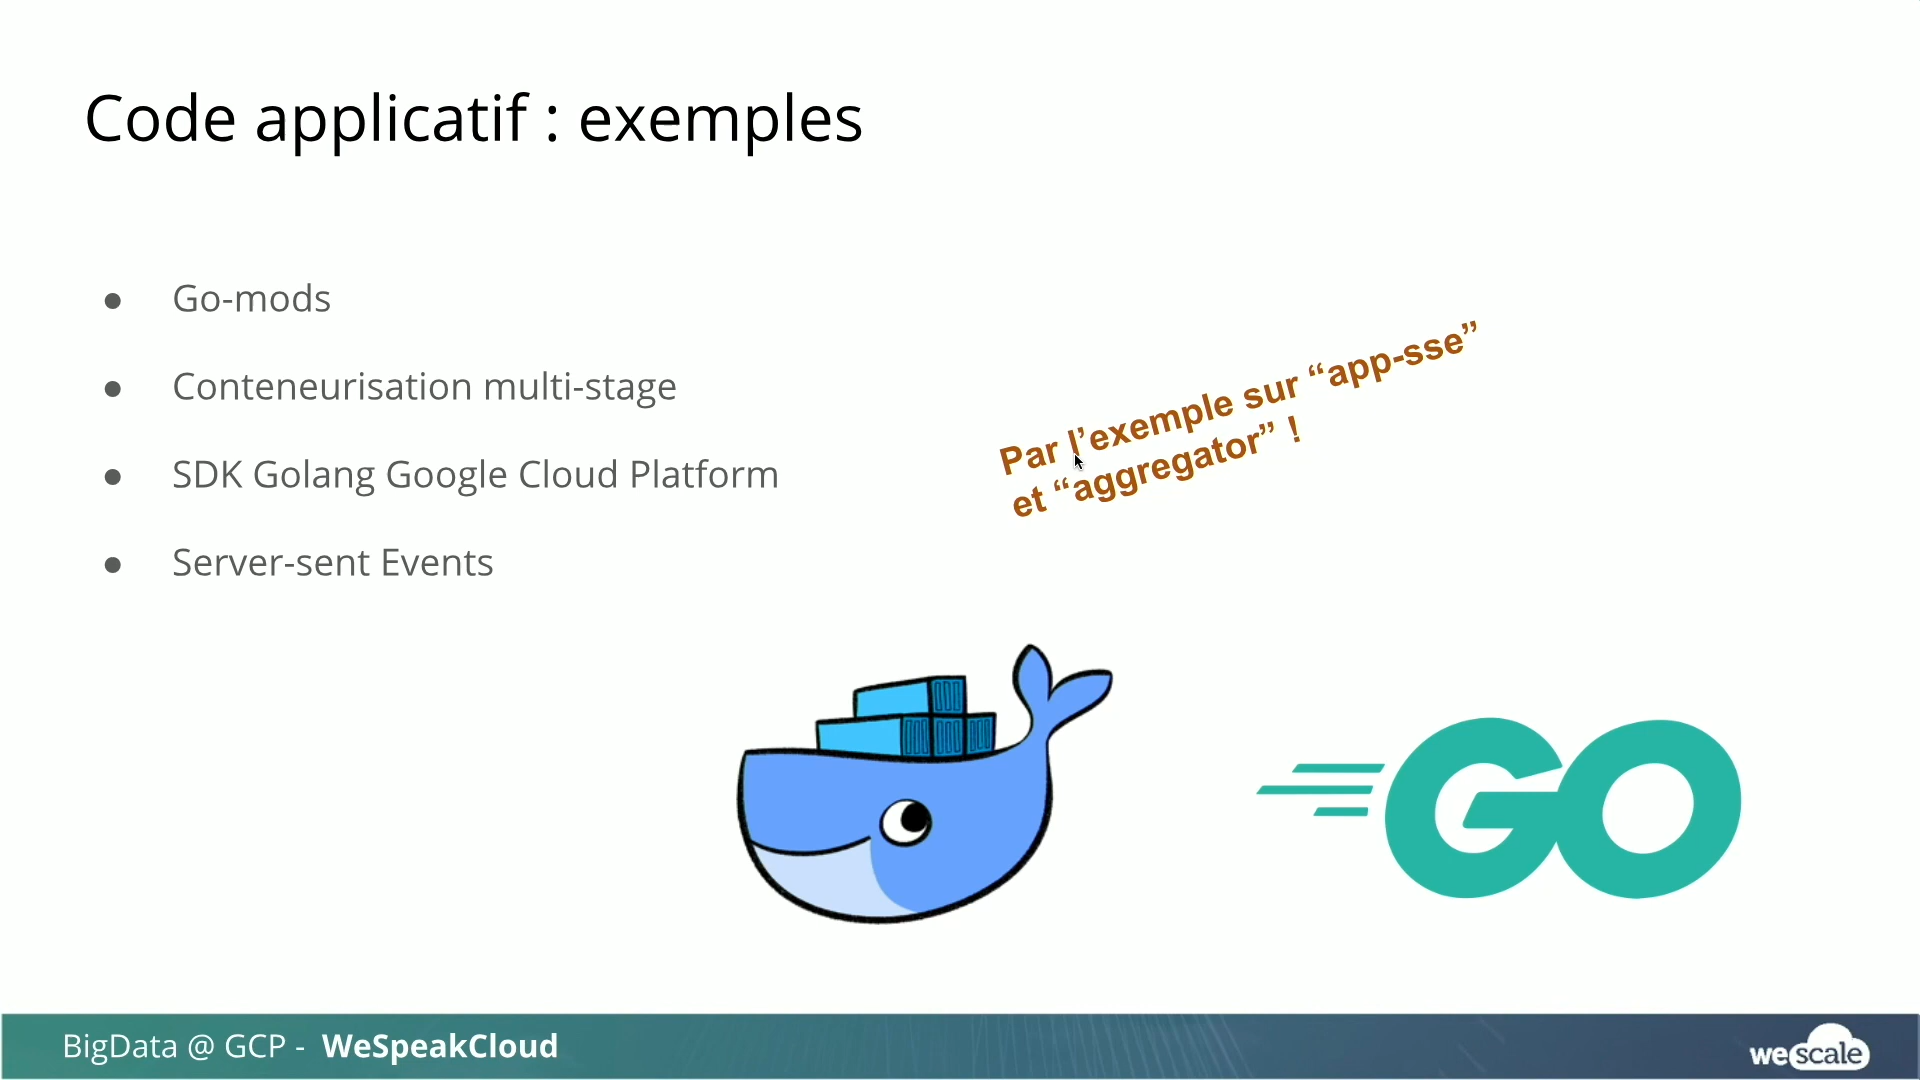 Code applicatif : exemples
● Go-mods
● Conteneurisation multi-stage
● SDK Golang Google Cloud Platform
● Server-sent Events
Par l’exemple sur “app-sse”
et “aggregator” !
GO
BigData @ GCP - WeSpeakCloud
wescale